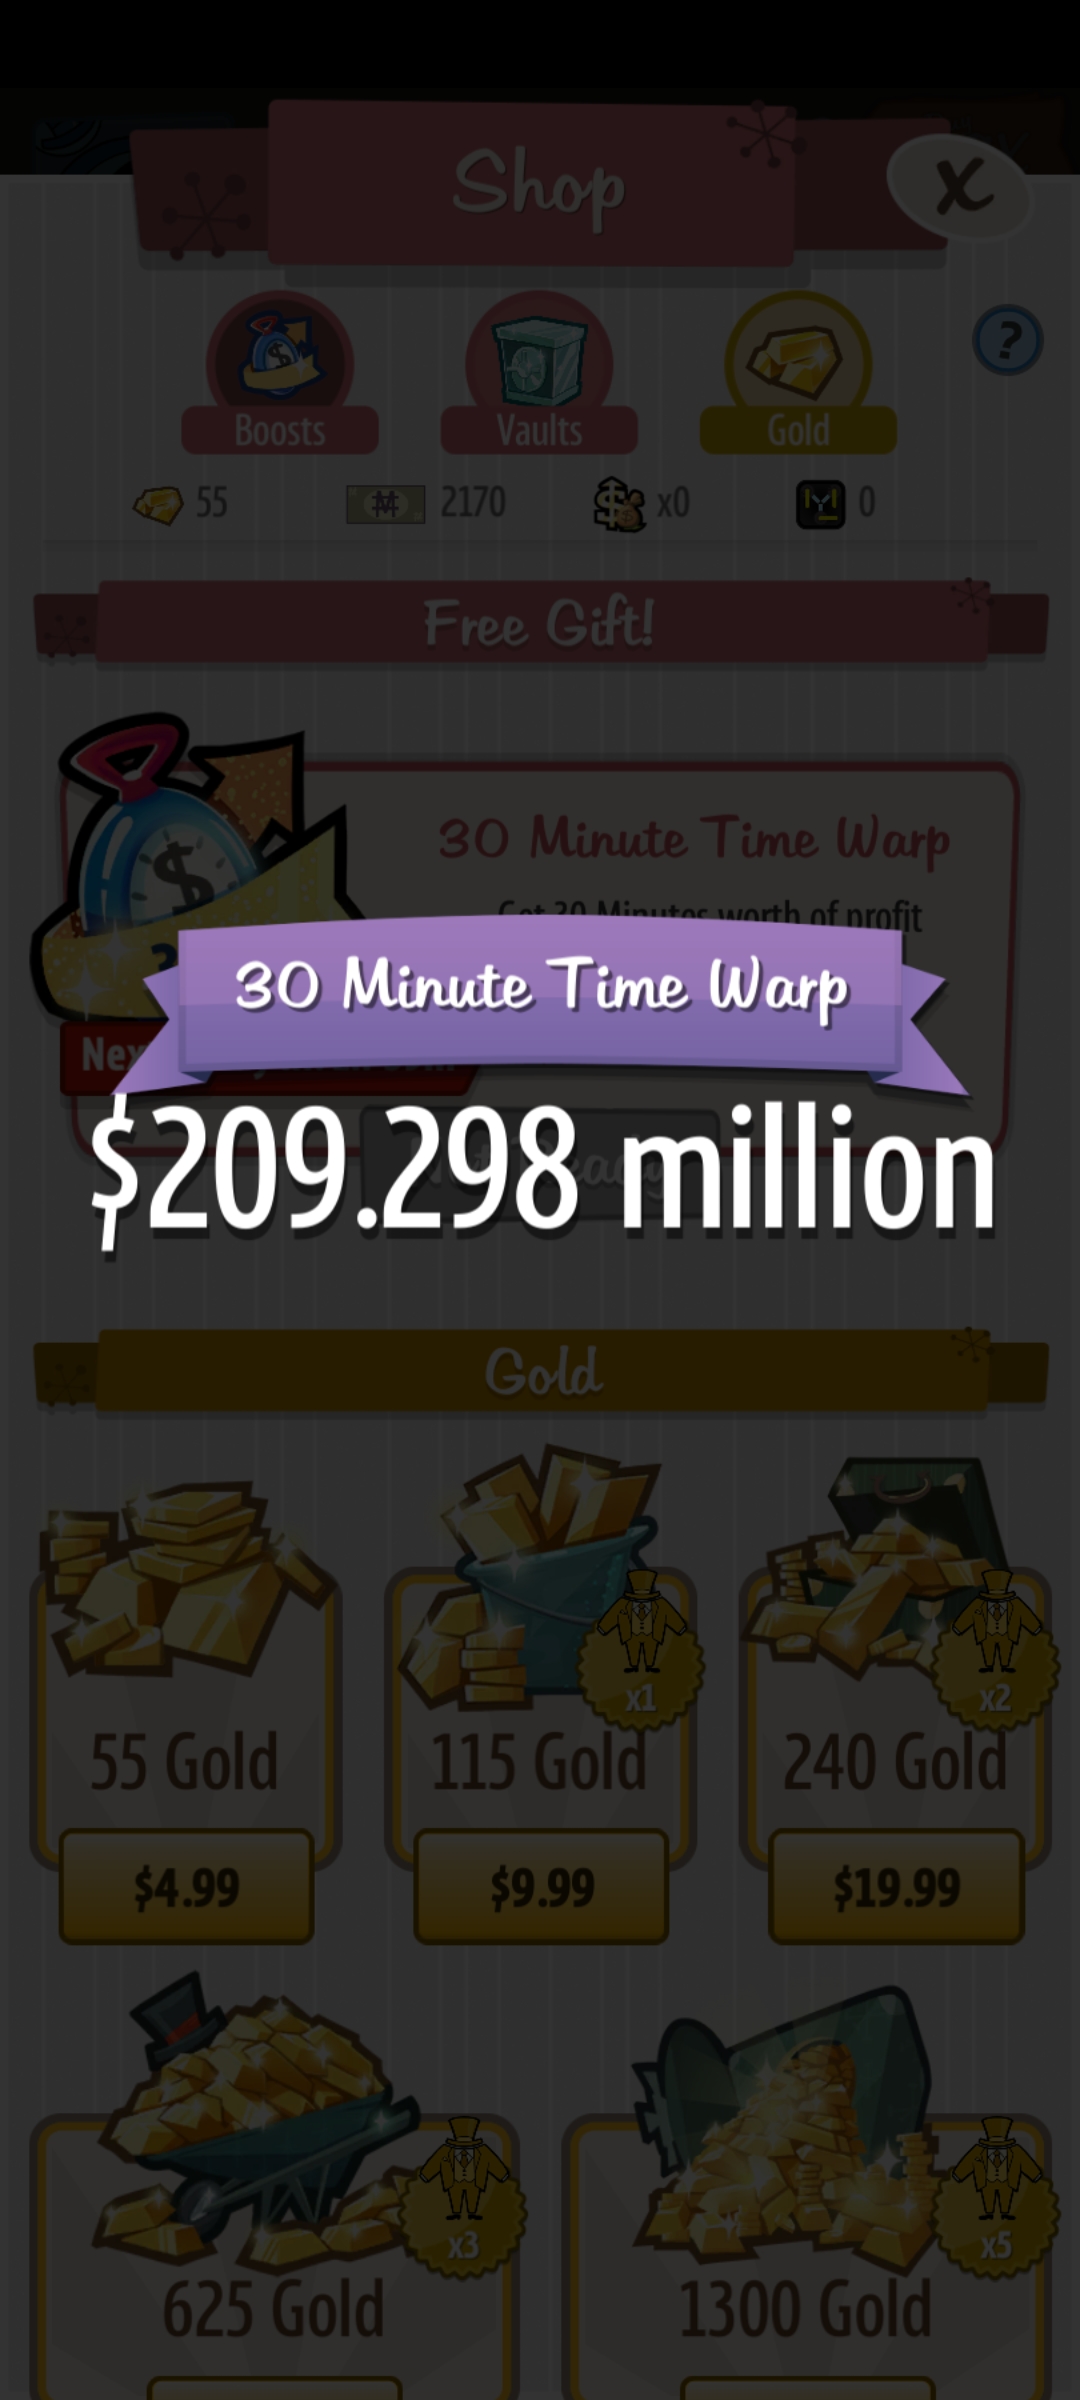 Shop
X
?
Boosts
Vaults
Gold
55
2170
x0
0
Free Gift!
30 Minute Time Warp
Get 30 Minutes worth of profit
30 Minute Time Warp
$209.298 million
Gold
x1
x2
55 Gold
115 Gold
240 Gold
$4.99
$9.99
$19.99
x3
x5
625 Gold
1300 Gold